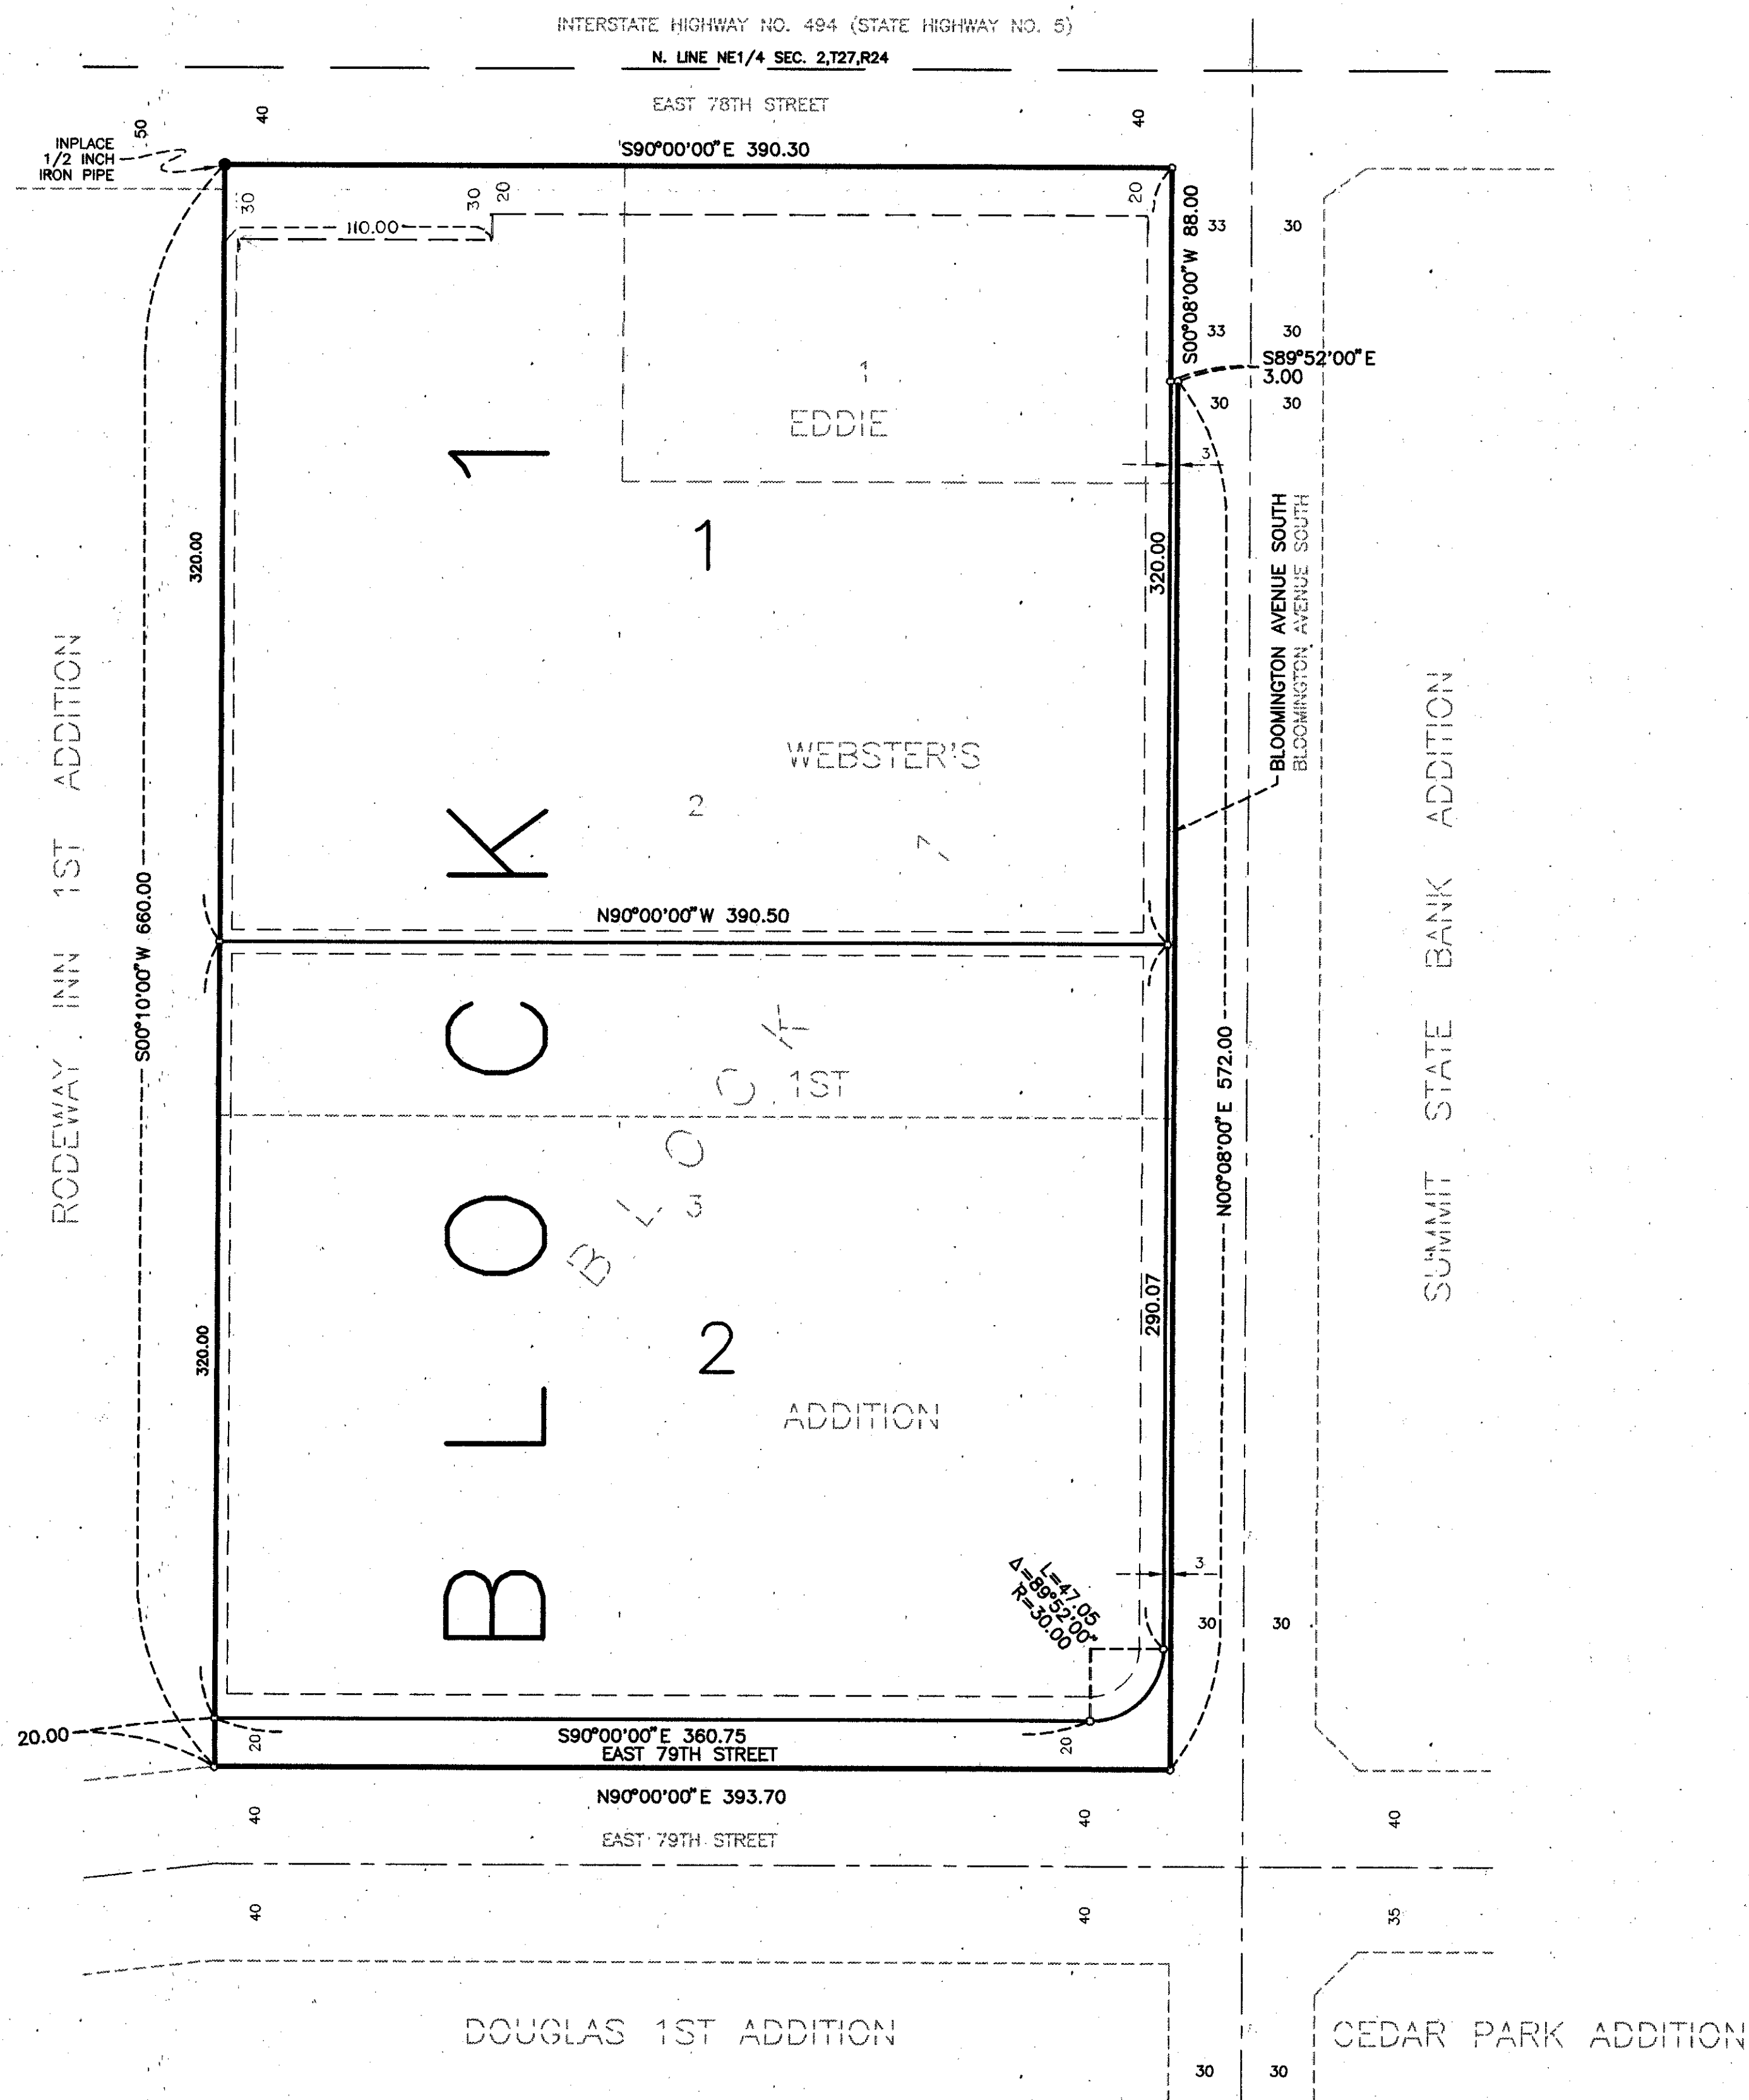 INTERSTATE HIGHWAY NO. 494 (STATE HIGHWAY NO. 5)
N. LINE NE1/4 SEC. 2,T27,R24
EAST 78TH STREET
50
40
40
INPLACE
1/2 INCH
IRON PIPE
S90°00'00"E 390.30
30
30
20
20
110.00
S00°08'00"W 88.00
33
30
33
30
S89°52'00"E
3.00
30
30
1
EDDIE
3
BLOCK 1
1
320.00
320.00
BLOOMINGTON AVENUE SOUTH
BLOOMINGTON AVENUE SOUTH
RODEWAY INN 1ST ADDITION
SUMMIT STATE BANK ADDITION
WEBSTER'S
2
7
S00°10'00"W 660.00
N90°00'00"W 390.50
N00°08'00"E 572.00
1ST
BLOCK
3
320.00
290.07
2
ADDITION
L=47.05
Δ=89°52'00"
R=30.00
3
30
30
20.00
20
S90°00'00"E 360.75
EAST 79TH STREET
20
N90°00'00"E 393.70
40
40
40
EAST 79TH STREET
40
40
35
DOUGLAS 1ST ADDITION
CEDAR PARK ADDITION
30
30